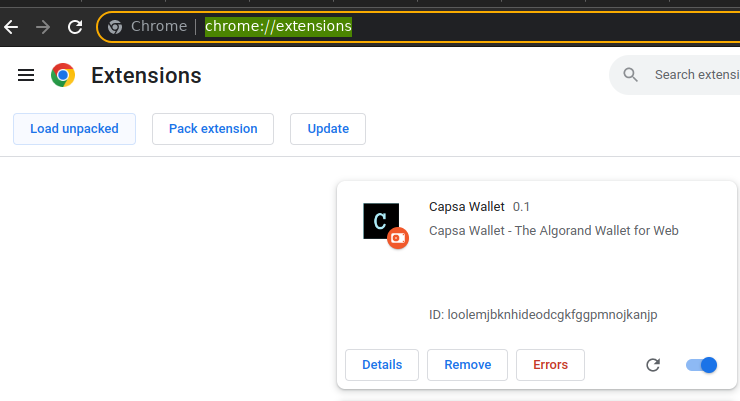 Chrome | chrome://extensions
Extensions
Search extensi
Load unpacked
Pack extension
Update
C
Capsa Wallet 0.1
Capsa Wallet - The Algorand Wallet for Web
ID: loolemjbknhideodcgkfggpmnojkanjp
Details
Remove
Errors